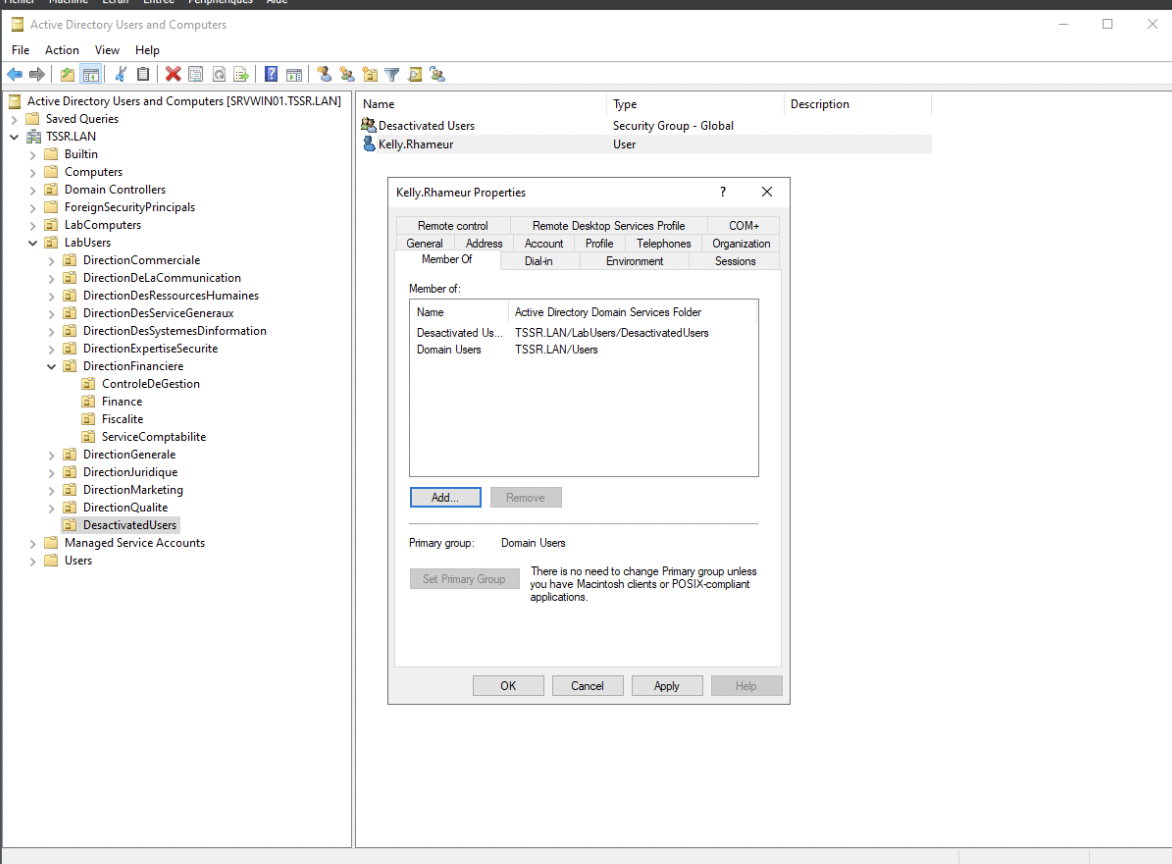 Fichier Machine Écran Entrée Périphériques Aide
Active Directory Users and Computers
File Action View Help
Active Directory Users and Computers [SRVWIN01.TSSR.LAN]
Saved Queries
TSSR.LAN
Builtin
Computers
Domain Controllers
ForeignSecurityPrincipals
LabComputers
LabUsers
DirectionCommerciale
DirectionDeLaCommunication
DirectionDesRessourcesHumaines
DirectionDesServiceGeneraux
DirectionDesSystemesDinformation
DirectionExpertiseSecurite
DirectionFinanciere
ControleDeGestion
Finance
Fiscalite
ServiceComptabilite
DirectionGenerale
DirectionJuridique
DirectionMarketing
DirectionQualite
DesactivatedUsers
Managed Service Accounts
Users
Name Type Description
Desactivated Users Security Group - Global
Kelly.Rhameur User
Kelly.Rhameur Properties ?
Remote control Remote Desktop Services Profile COM+
General Address Account Profile Telephones Organization
Member Of Dial-in Environment Sessions
Member of:
Name Active Directory Domain Services Folder
Desactivated Us... TSSR.LAN/LabUsers/DesactivatedUsers
Domain Users TSSR.LAN/Users
Add... Remove
Primary group: Domain Users
Set Primary Group
There is no need to change Primary group unless
you have Macintosh clients or POSIX-compliant
applications.
OK Cancel Apply Help